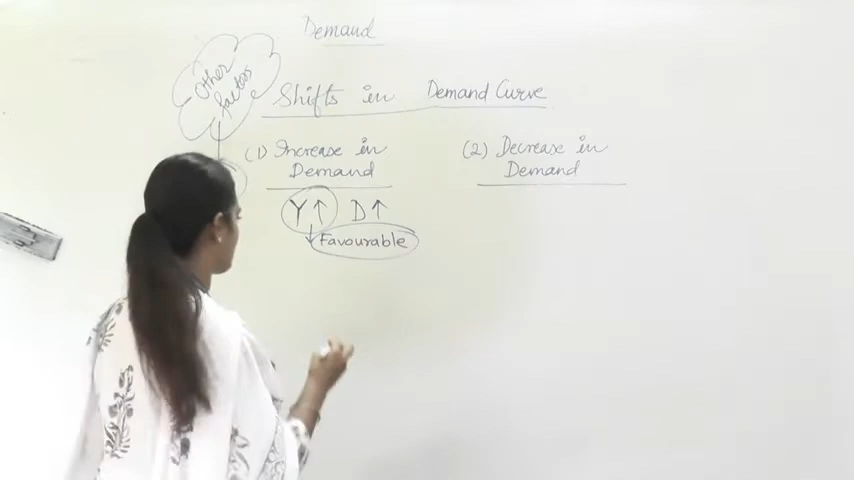 Demand
Other
factors
Shifts in Demand Curve
(1) Increase in
Demand
(2) Decrease in
Demand
Y↑ D↑
↓ Favourable